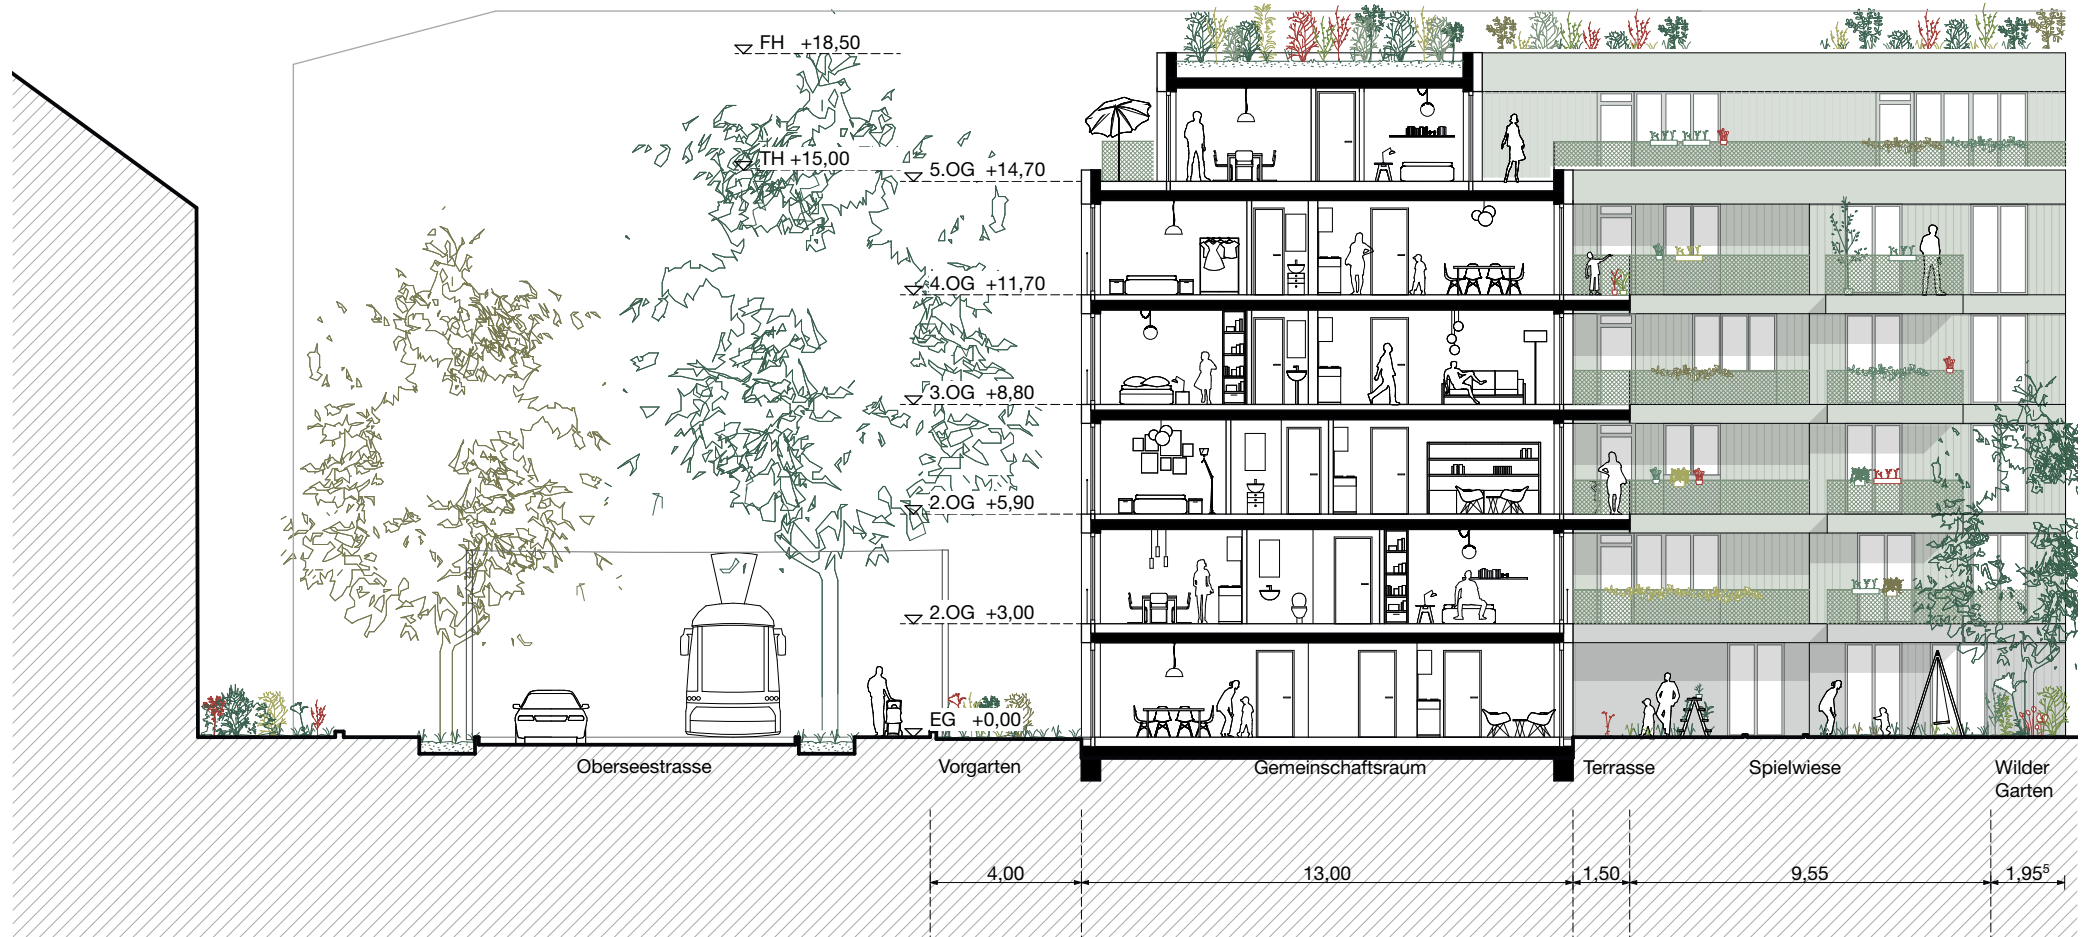 FH +18,50
TH +15,00
5.OG +14,70
4.OG +11,70
3.OG +8,80
2.OG +5,90
2.OG +3,00
EG +0,00
Oberseestrasse
Vorgarten
Gemeinschaftsraum
Terrasse
Spielwiese
Wilder
Garten
4,00
13,00
1,50
9,55
1,95⁵